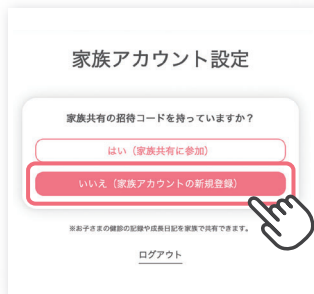 家族アカウント設定
家族共有の招待コードを持っていますか？
はい（家族共有に参加）
いいえ（家族アカウントの新規登録）
※お子さまの健診の記録や成長日記を家族で共有できます。
ログアウト